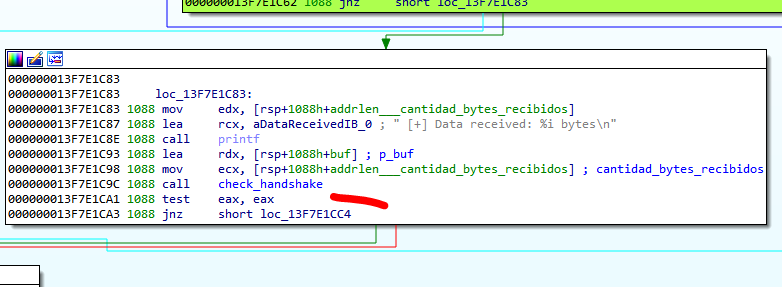 000000013F7E1C62 1088 jnz     short loc_13F7E1C83
000000013F7E1C83
000000013F7E1C83     loc_13F7E1C83:
000000013F7E1C83 1088 mov     edx, [rsp+1088h+addrlen___cantidad_bytes_recibidos]
000000013F7E1C87 1088 lea     rcx, aDataReceivedIB_0 ; " [+] Data received: %i bytes\n"
000000013F7E1C8E 1088 call    printf
000000013F7E1C93 1088 lea     rdx, [rsp+1088h+buf] ; p_buf
000000013F7E1C98 1088 mov     ecx, [rsp+1088h+addrlen___cantidad_bytes_recibidos] ; cantidad_bytes_recibidos
000000013F7E1C9C 1088 call    check_handshake
000000013F7E1CA1 1088 test    eax, eax
000000013F7E1CA3 1088 jnz     short loc_13F7E1CC4